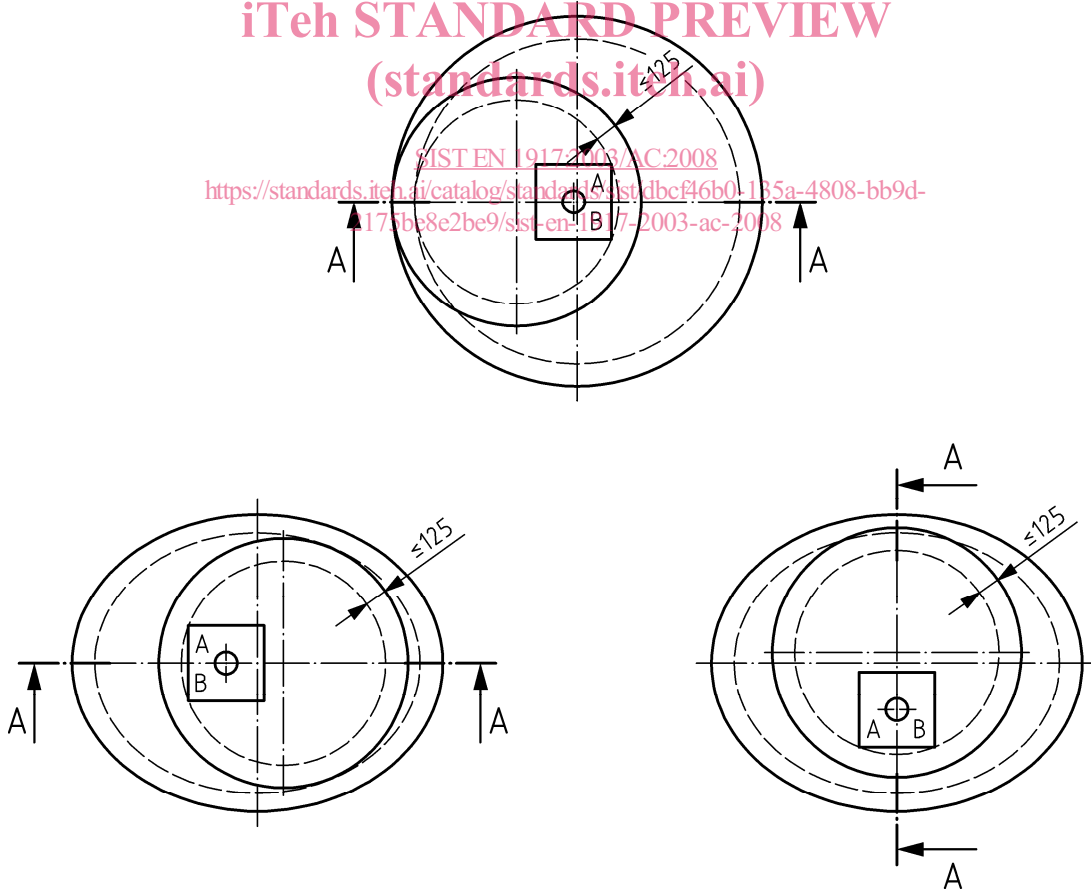 iTeh STANDARD PREVIEW
(standards.iteh.ai)
≤125
SIST EN 1917:2003/AC:2008
https://standards.iteh.ai/catalog/standards/sist/dbcf46b0-135a-4808-bb9d-
2175be8e2be9/sist-en-1917-2003-ac-2008
A
B
A
A
A
≤125
≤125
A
B
A
A
A
B
A